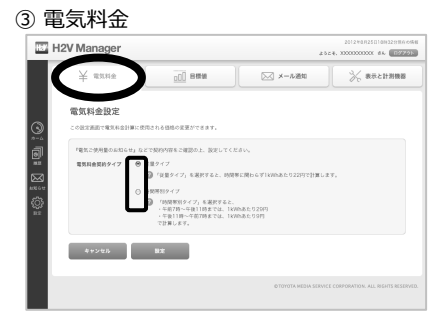 ③ 電気料金
H2V H2V Manager
2012年6月25日18時32分現在の情報
ようこそ、XXXXXXXXXX さん ログアウト
電気料金 目標値 メール通知 表示と計測機器
電気料金設定
この設定画面で電気料金計算に使用される価格の変更ができます。
ホーム
履歴
お知らせ
設定
『電気ご使用量のお知らせ』などで契約内容をご確認の上、設定してください。
電気料金契約タイプ 量タイプ
「従量タイプ」を選択すると、時間帯に関わらず1kWhあたり22円で計算します。
間帯別タイプ
「時間帯別タイプ」を選択すると、
・午前7時〜午後11時までは、1kWhあたり29円
・午後11時〜午前7時までは、1kWhあたり9円
で計算します。
キャンセル 設定
©TOYOTA MEDIA SERVICE CORPORATION. ALL RIGHTS RESERVED.